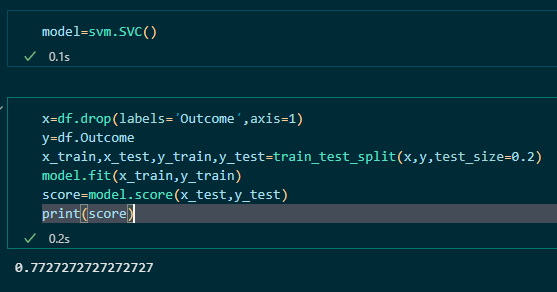 model=svm.SVC()
0.1s
x=df.drop(labels='Outcome',axis=1)
y=df.Outcome
x_train,x_test,y_train,y_test=train_test_split(x,y,test_size=0.2)
model.fit(x_train,y_train)
score=model.score(x_test,y_test)
print(score)
0.2s
0.7727272727272727